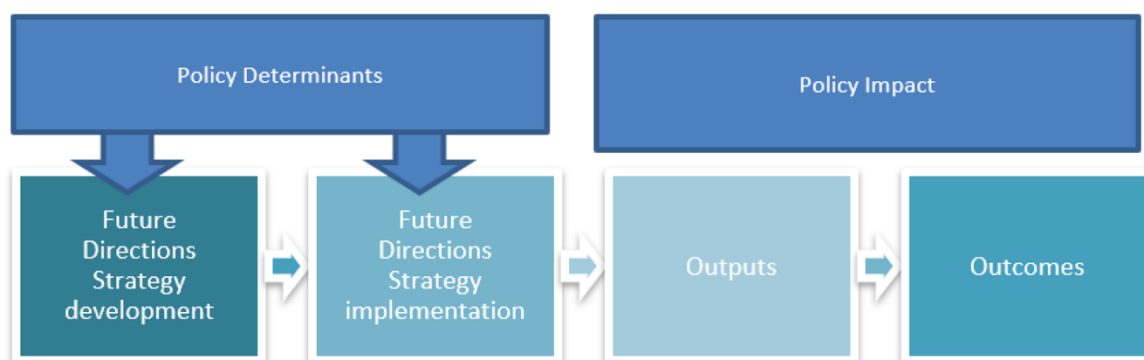 Policy Determinants
Policy Impact
Future
Directions
Strategy
development
Future
Directions
Strategy
implementation
Outputs
Outcomes